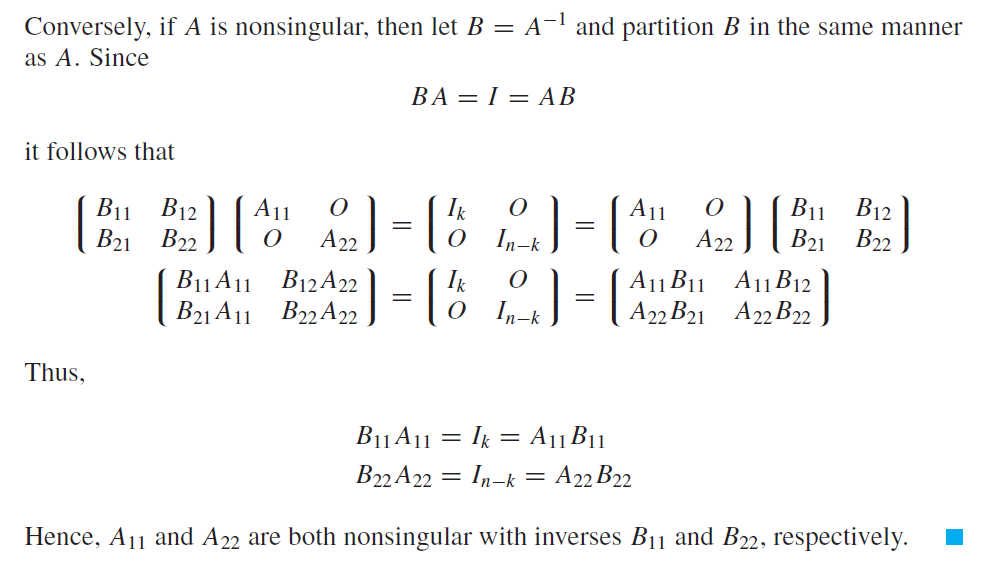 Conversely, if A is nonsingular, then let B = A⁻¹ and partition B in the same manner
as A. Since
BA = I = AB
it follows that
( B₁₁ B₁₂ ; B₂₁ B₂₂ ) ( A₁₁ O ; O A₂₂ ) = ( Iₖ O ; O Iₙ₋ₖ ) = ( A₁₁ O ; O A₂₂ ) ( B₁₁ B₁₂ ; B₂₁ B₂₂ )
( B₁₁A₁₁ B₁₂A₂₂ ; B₂₁A₁₁ B₂₂A₂₂ ) = ( Iₖ O ; O Iₙ₋ₖ ) = ( A₁₁B₁₁ A₁₁B₁₂ ; A₂₂B₂₁ A₂₂B₂₂ )
Thus,
B₁₁A₁₁ = Iₖ = A₁₁B₁₁
B₂₂A₂₂ = Iₙ₋ₖ = A₂₂B₂₂
Hence, A₁₁ and A₂₂ are both nonsingular with inverses B₁₁ and B₂₂, respectively.